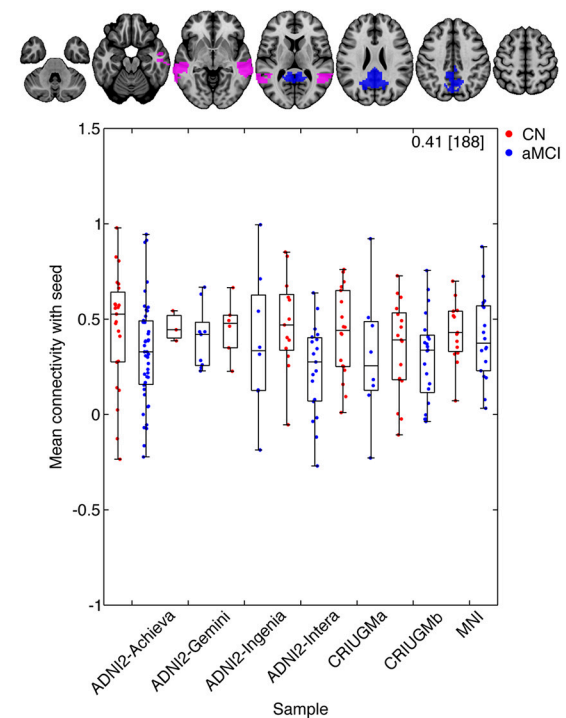 1.5
0.41 [188]
CN
aMCI
1
0.5
0
-0.5
-1
Mean connectivity with seed
ADNI2-Achieva
ADNI2-Gemini
ADNI2-Ingenia
ADNI2-Intera
CRIUGMa
CRIUGMb
MNI
Sample